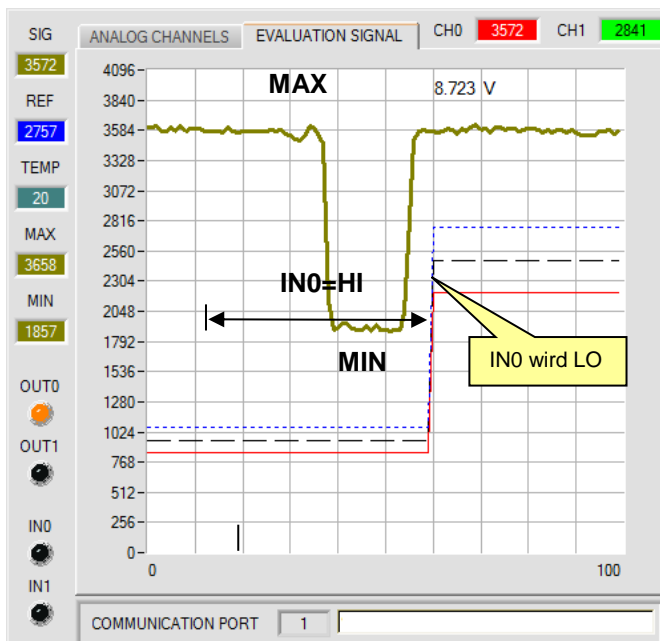 SIG
3572
REF
2757
TEMP
20
MAX
3658
MIN
1857
OUT0
OUT1
IN0
IN1
ANALOG CHANNELS
EVALUATION SIGNAL
CH0
3572
CH1
2841
4096
3840
3584
3328
3072
2816
2560
2304
2048
1792
1536
1280
1024
768
512
256
0
MAX
8.723 V
IN0=HI
MIN
IN0 wird LO
0
100
COMMUNICATION PORT
1